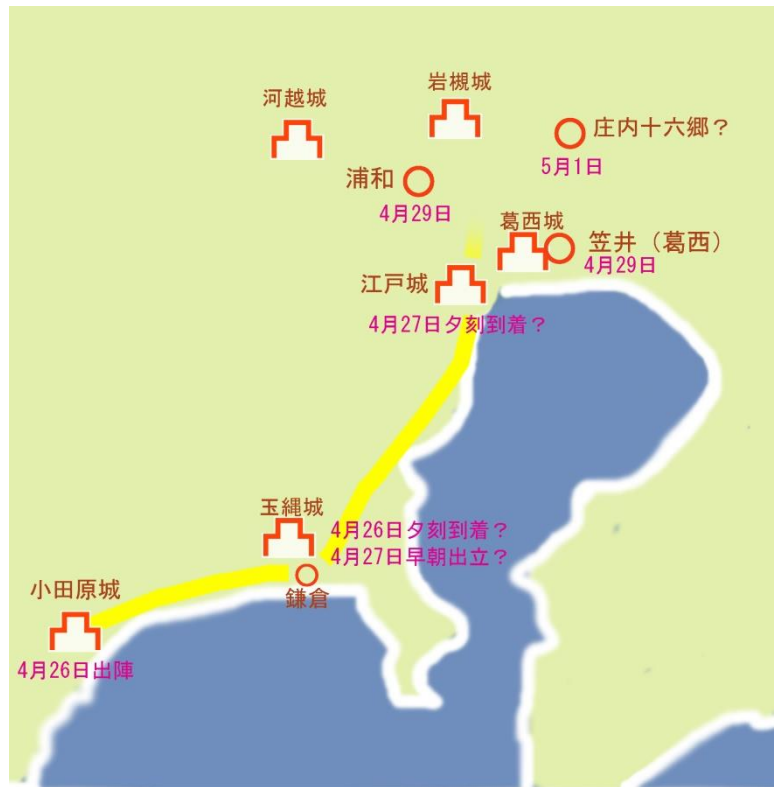 岩槻城
河越城
庄内十六郷？
5月1日
浦和
4月29日
葛西城
笠井（葛西）
4月29日
江戸城
4月27日夕刻到着？
玉縄城
4月26日夕刻到着？
4月27日早朝出立？
鎌倉
小田原城
4月26日出陣